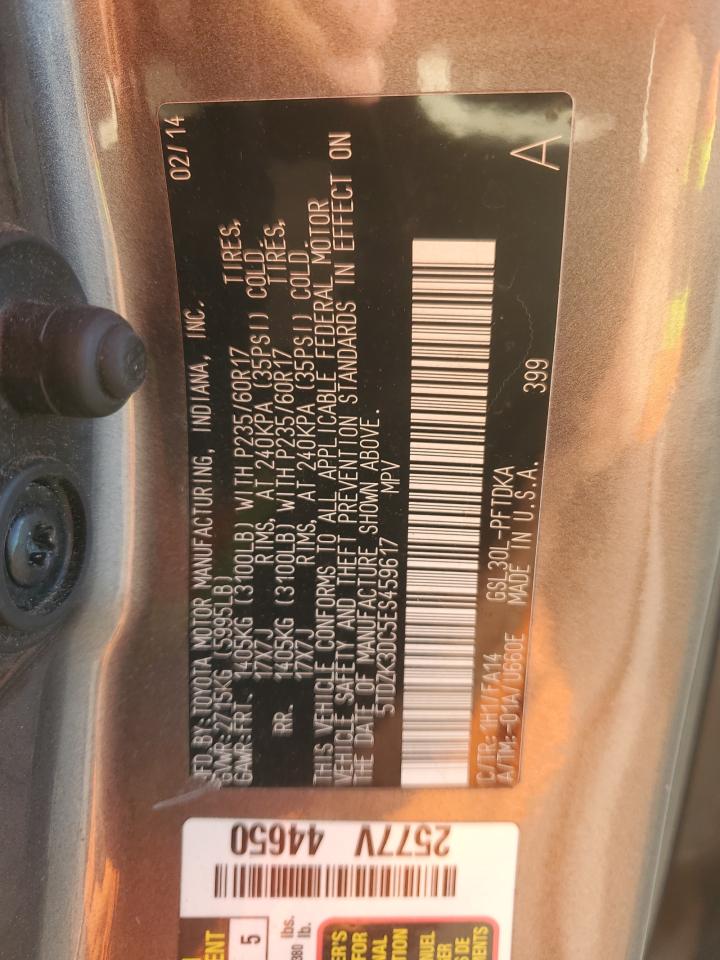 02/14
MFD. BY: TOYOTA MOTOR MANUFACTURING, INDIANA, INC.
GVWR: 2715KG (5995LB)
GAWR: FRT. 1405KG (3100LB) WITH P235/60R17 TIRES,
17X7J RIMS, AT 240KPA (35PSI) COLD.
RR. 1405KG (3100LB) WITH P235/60R17 TIRES,
17X7J RIMS, AT 240KPA (35PSI) COLD.
THIS VEHICLE CONFORMS TO ALL APPLICABLE FEDERAL MOTOR
VEHICLE SAFETY AND THEFT PREVENTION STANDARDS IN EFFECT ON
THE DATE OF MANUFACTURE SHOWN ABOVE.
5TDZK3DC5ES459617 MPV
C/TR: 1H1/FA14 GSL30L-PFTDKA 399
A/TM: -01A/U660E MADE IN U.S.A. A
2577V 44650
5
lbs.
380 lb.